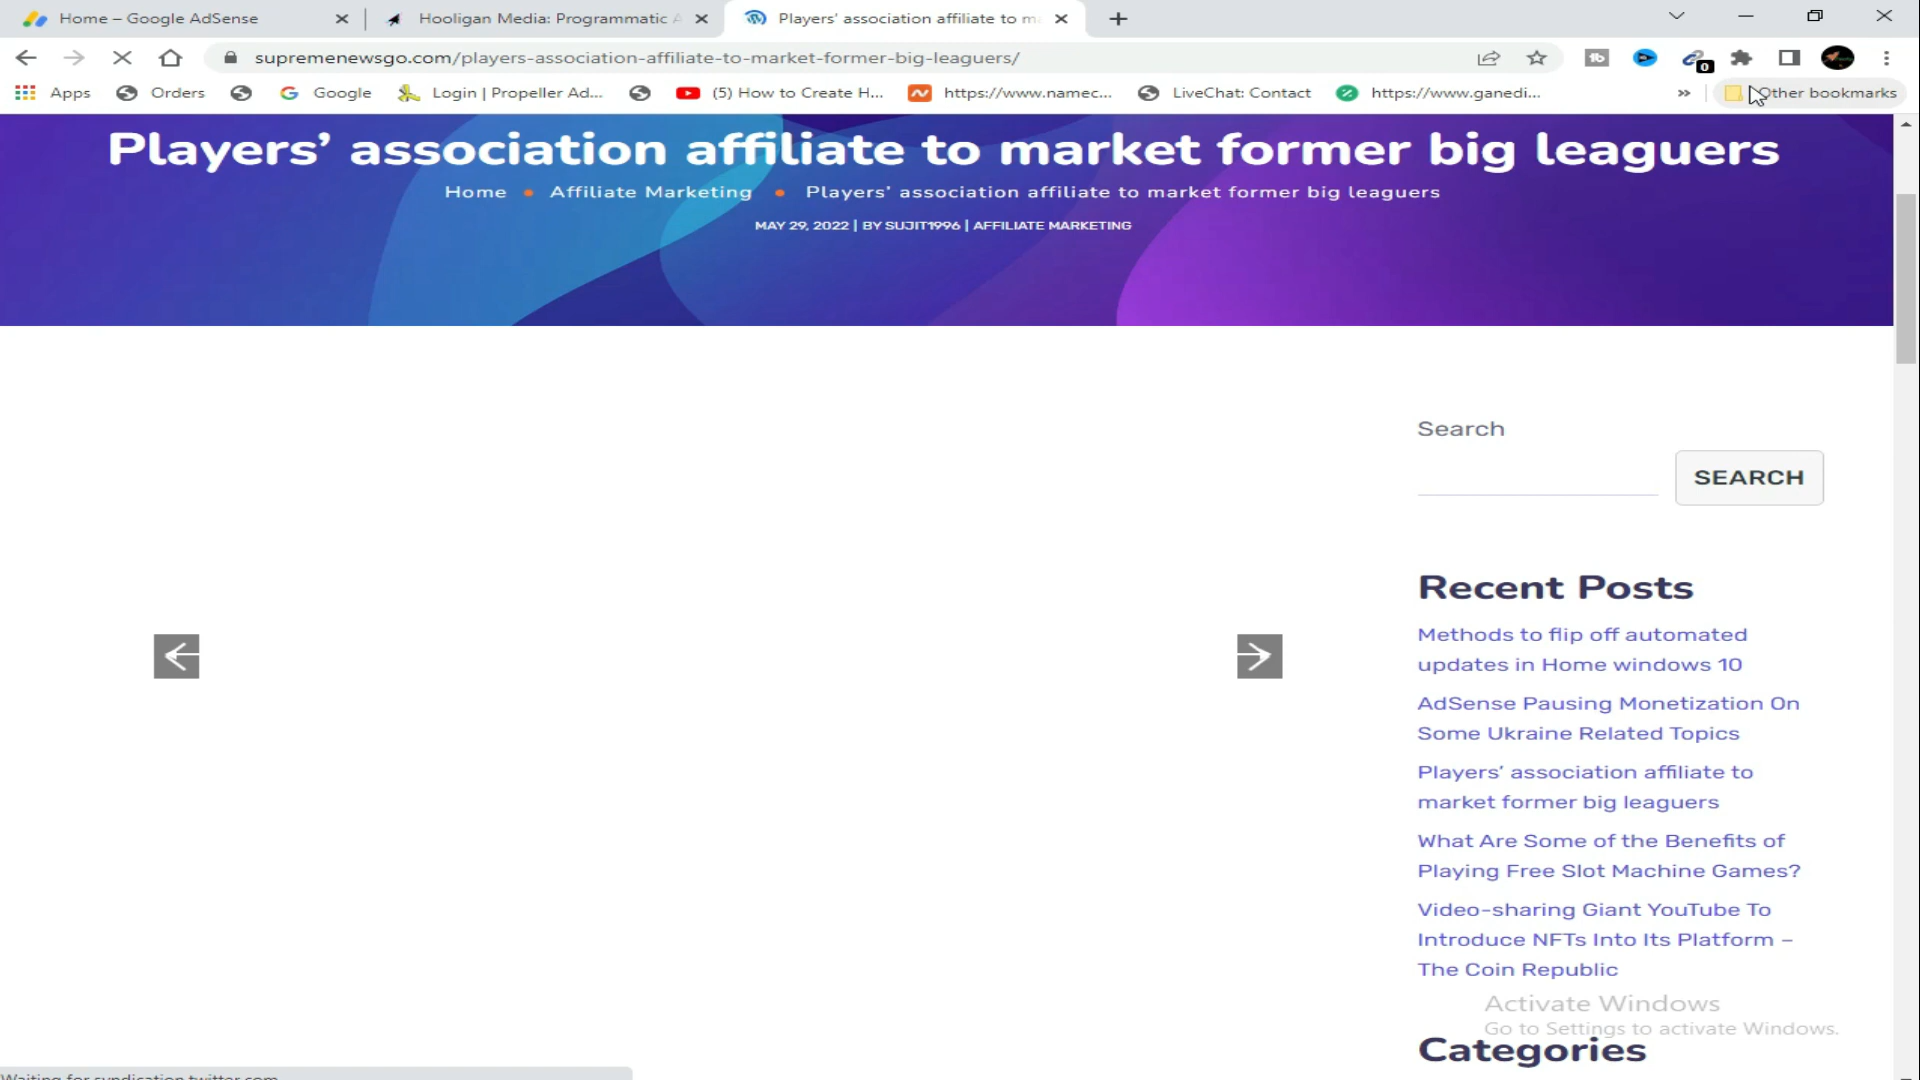 Home – Google AdSense
Hooligan Media: Programmatic A
Players’ association affiliate to m
supremenewsgo.com/players-association-affiliate-to-market-former-big-leaguers/
0
Apps
Orders
Google
Login | Propeller Ad...
(5) How to Create H...
https://www.namec...
LiveChat: Contact
https://www.ganedi...
»
Other bookmarks
Players’ association affiliate to market former big leaguers
Home • Affiliate Marketing • Players’ association affiliate to market former big leaguers
MAY 29, 2022 | BY SUJIT1996 | AFFILIATE MARKETING
Search
SEARCH
Recent Posts
Methods to flip off automated
updates in Home windows 10
AdSense Pausing Monetization On
Some Ukraine Related Topics
Players’ association affiliate to
market former big leaguers
What Are Some of the Benefits of
Playing Free Slot Machine Games?
Video-sharing Giant YouTube To
Introduce NFTs Into Its Platform –
The Coin Republic
Activate Windows
Go to Settings to activate Windows.
Categories
Waiting for syndication.twitter.com